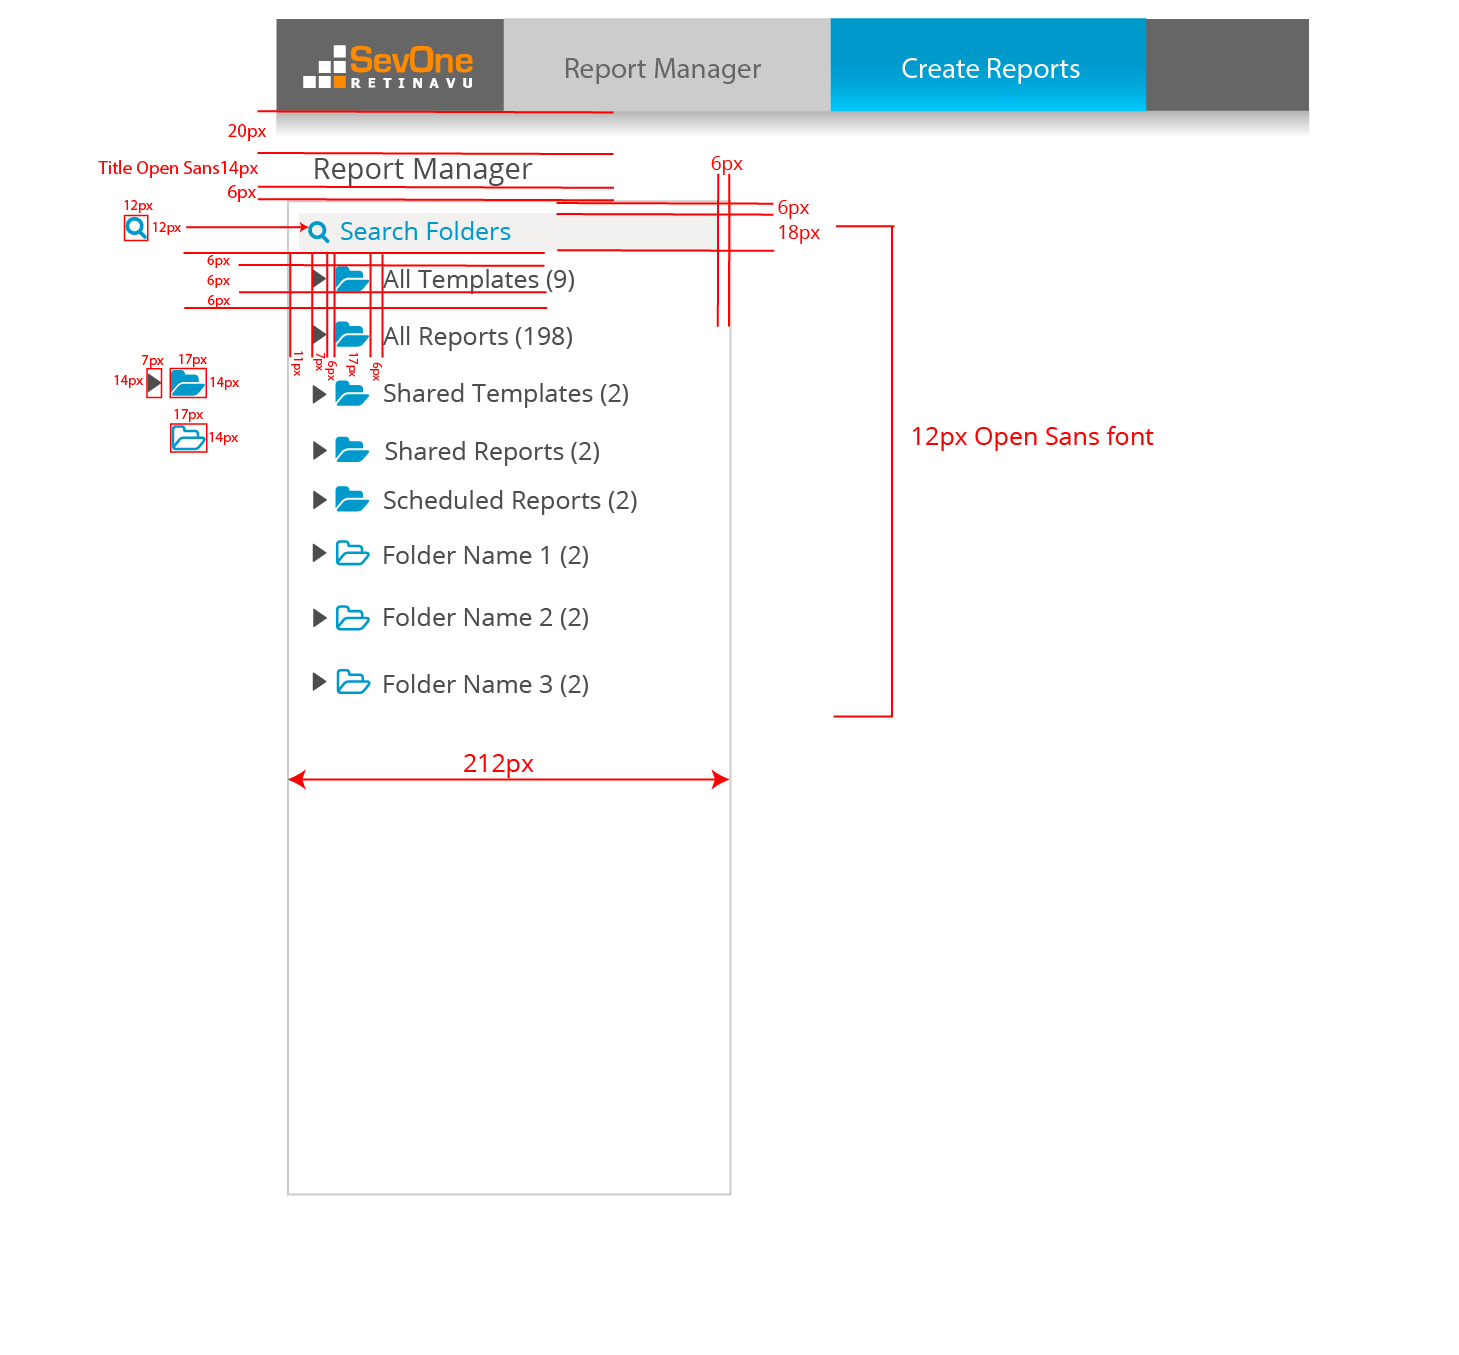 SevOne
RETINAVU
Report Manager
Create Reports
20px
Title Open Sans14px
Report Manager
6px
6px
12px
12px
Search Folders
6px
18px
6px
6px
6px
All Templates (9)
All Reports (198)
11px
7px
6px
17px
6px
7px
17px
14px
14px
17px
14px
Shared Templates (2)
Shared Reports (2)
Scheduled Reports (2)
Folder Name 1 (2)
Folder Name 2 (2)
Folder Name 3 (2)
12px Open Sans font
212px